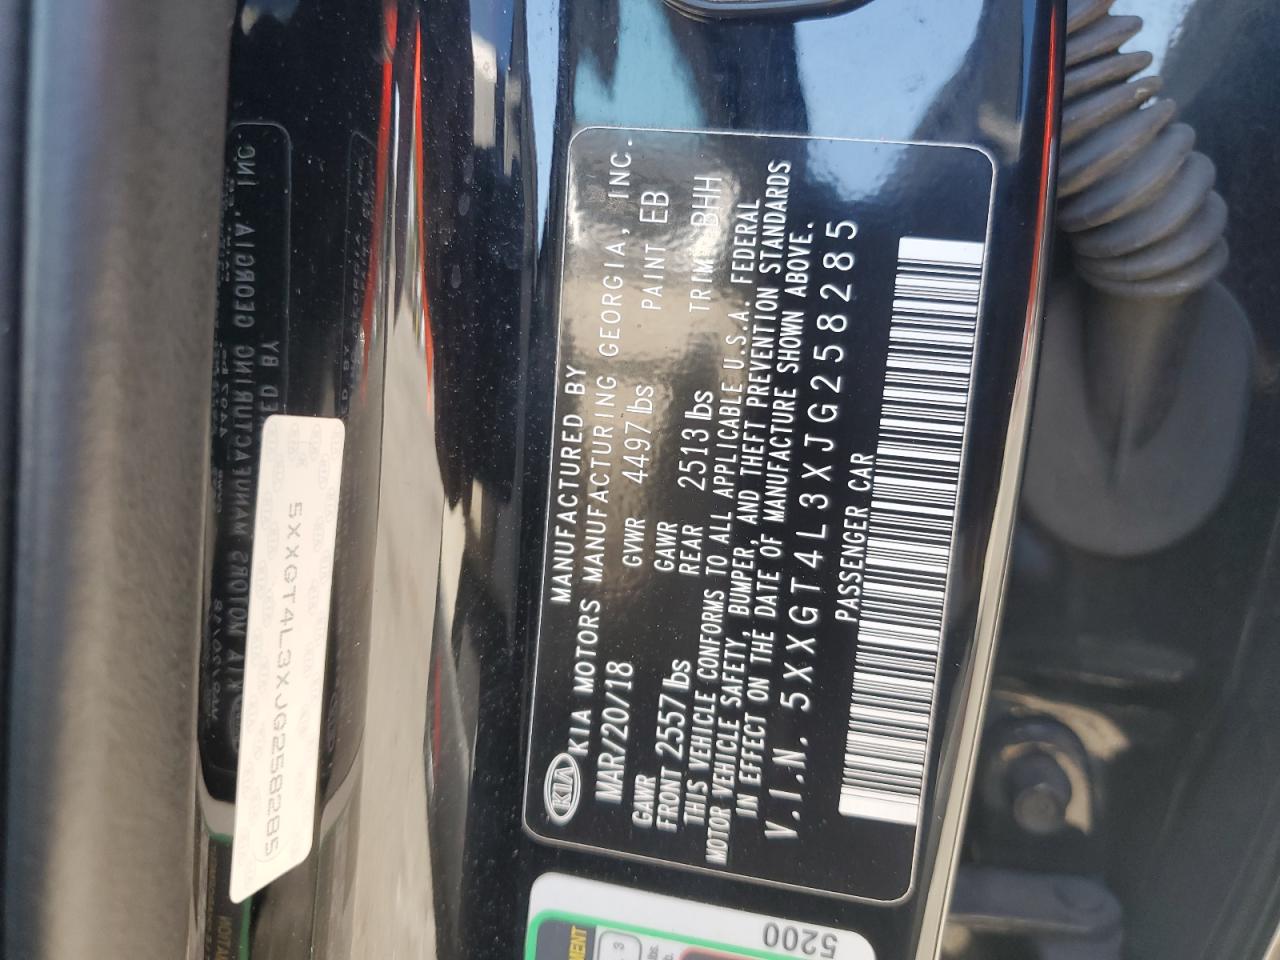 MANUFACTURED BY
KIA KIA MOTORS MANUFACTURING GEORGIA, INC.
MAR/20/18 GVWR 4497 lbs PAINT EB
GAWR GAWR
FRONT 2557 lbs REAR 2513 lbs TRIM BHH
THIS VEHICLE CONFORMS TO ALL APPLICABLE U.S.A. FEDERAL
MOTOR VEHICLE SAFETY, BUMPER, AND THEFT PREVENTION STANDARDS
IN EFFECT ON THE DATE OF MANUFACTURE SHOWN ABOVE.
V.I.N. 5XXGT4L3XJG258285
PASSENGER CAR
5XXGT4L3XJG258285
5200